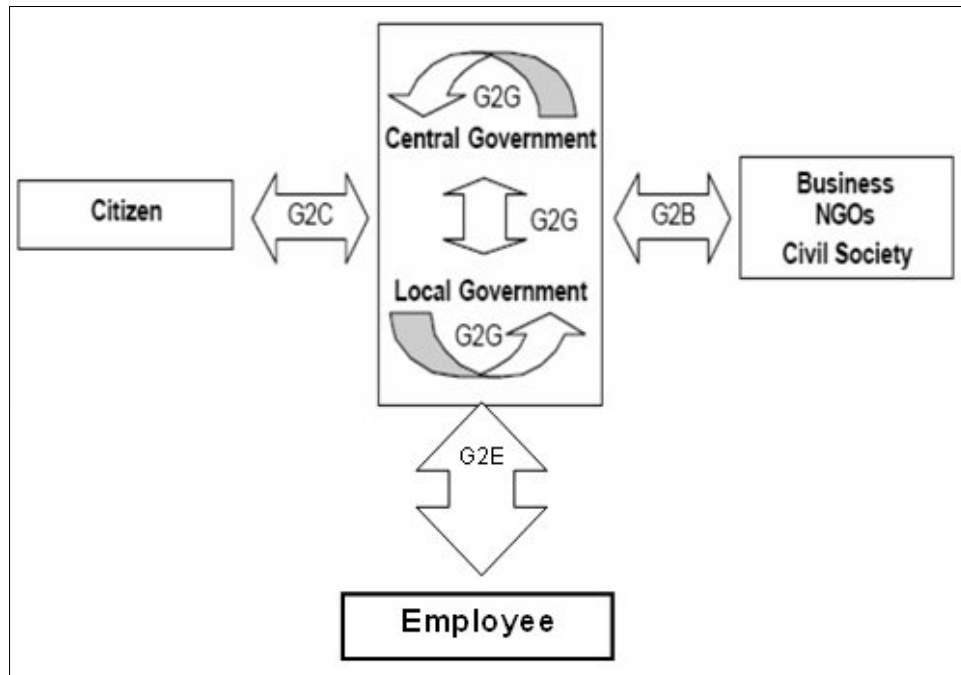 G2G
Central Government
Citizen
G2C
G2G
G2B
Business
NGOs
Civil Society
Local Government
G2G
G2E
Employee